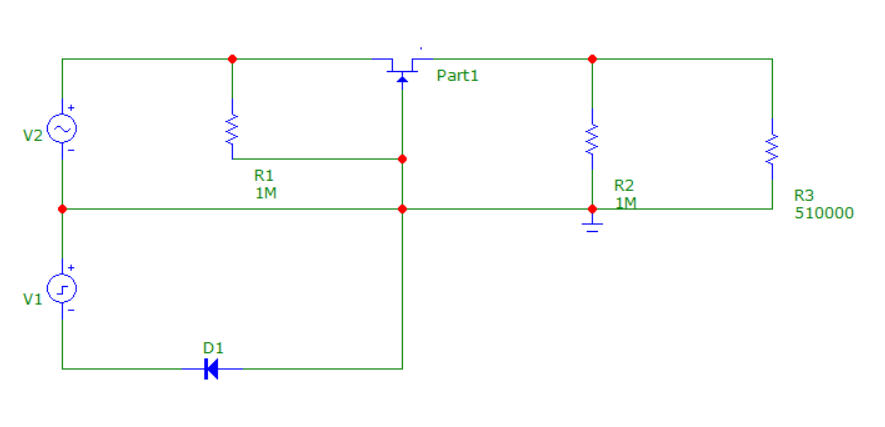 Part1
V2
R1
1M
R2
1M
R3
510000
V1
D1